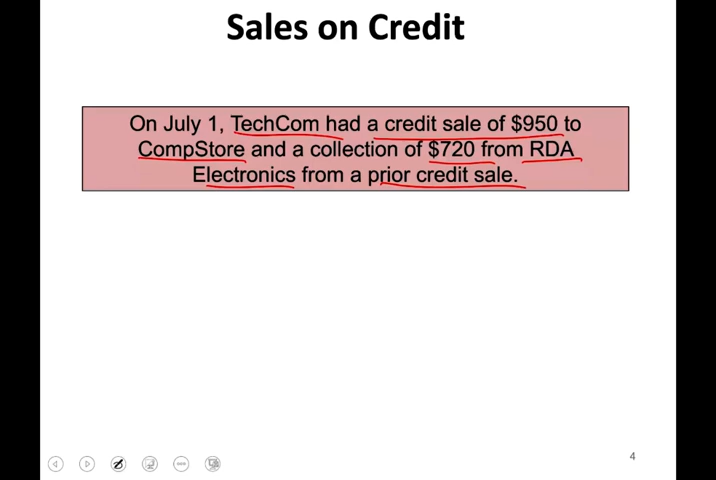 Sales on Credit
On July 1, TechCom had a credit sale of $950 to
CompStore and a collection of $720 from RDA
Electronics from a prior credit sale.
4